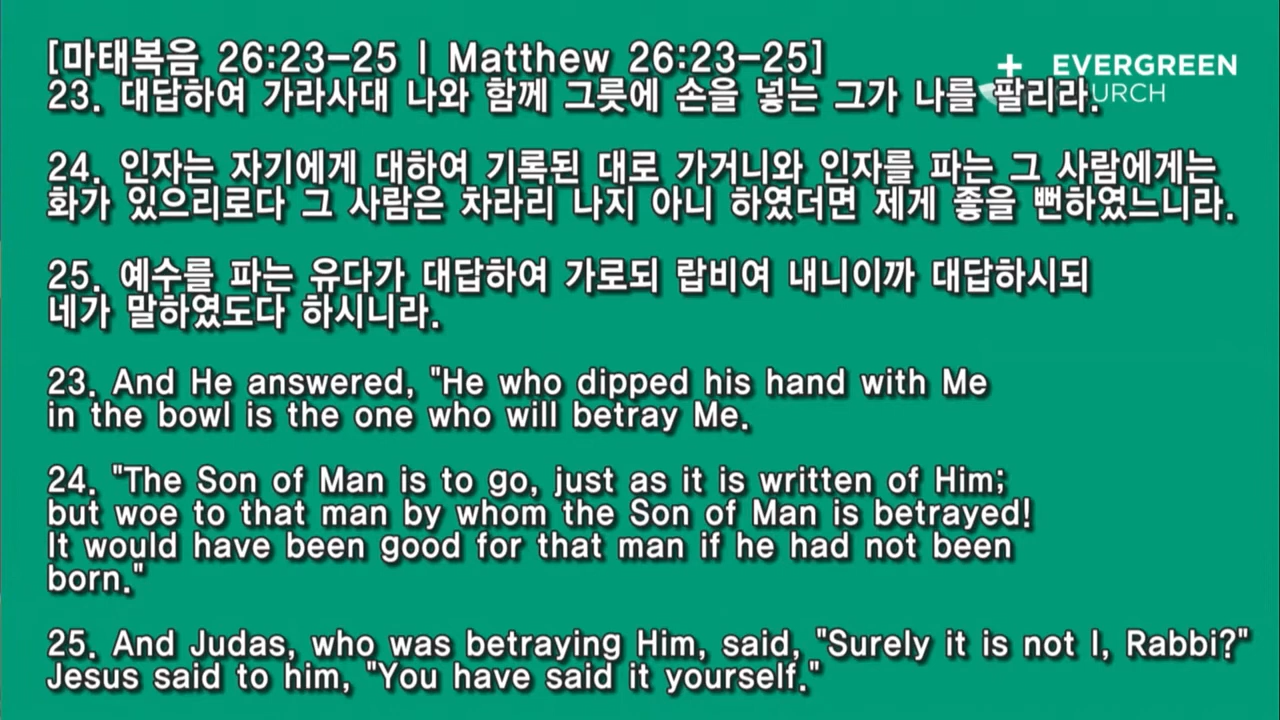 [마태복음 26:23-25 | Matthew 26:23-25]
EVERGREEN
23. 대답하여 가라사대 나와 함께 그릇에 손을 넣는 그가 나를 팔리라.
URCH
24. 인자는 자기에게 대하여 기록된 대로 가거니와 인자를 파는 그 사람에게는
화가 있으리로다 그 사람은 차라리 나지 아니 하였더면 제게 좋을 뻔하였느니라.
25. 예수를 파는 유다가 대답하여 가로되 랍비여 내니이까 대답하시되
네가 말하였도다 하시니라.
23. And He answered, "He who dipped his hand with Me
in the bowl is the one who will betray Me.
24. "The Son of Man is to go, just as it is written of Him;
but woe to that man by whom the Son of Man is betrayed!
It would have been good for that man if he had not been
born."
25. And Judas, who was betraying Him, said, "Surely it is not I, Rabbi?"
Jesus said to him, "You have said it yourself."